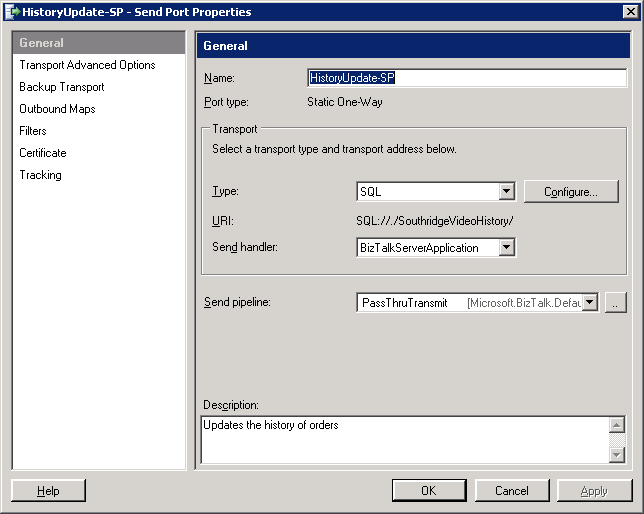 HistoryUpdate-SP - Send Port Properties
General
Transport Advanced Options
Backup Transport
Outbound Maps
Filters
Certificate
Tracking
General
Name: HistoryUpdate-SP
Port type: Static One-Way
Transport
Select a transport type and transport address below.
Type: SQL Configure...
URI: SQL://./SouthridgeVideoHistory/
Send handler: BizTalkServerApplication
Send pipeline: PassThruTransmit [Microsoft.BizTalk.Defau ..
Description:
Updates the history of orders
Help OK Cancel Apply